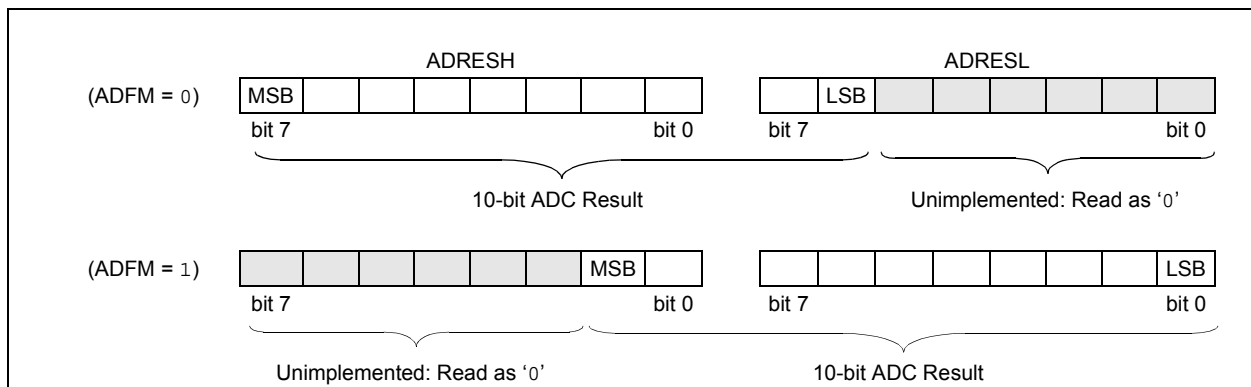 ADRESH ADRESL
(ADFM = 0) MSB LSB
bit 7 bit 0 bit 7 bit 0
10-bit ADC Result Unimplemented: Read as ‘0’
(ADFM = 1) MSB LSB
bit 7 bit 0 bit 7 bit 0
Unimplemented: Read as ‘0’ 10-bit ADC Result